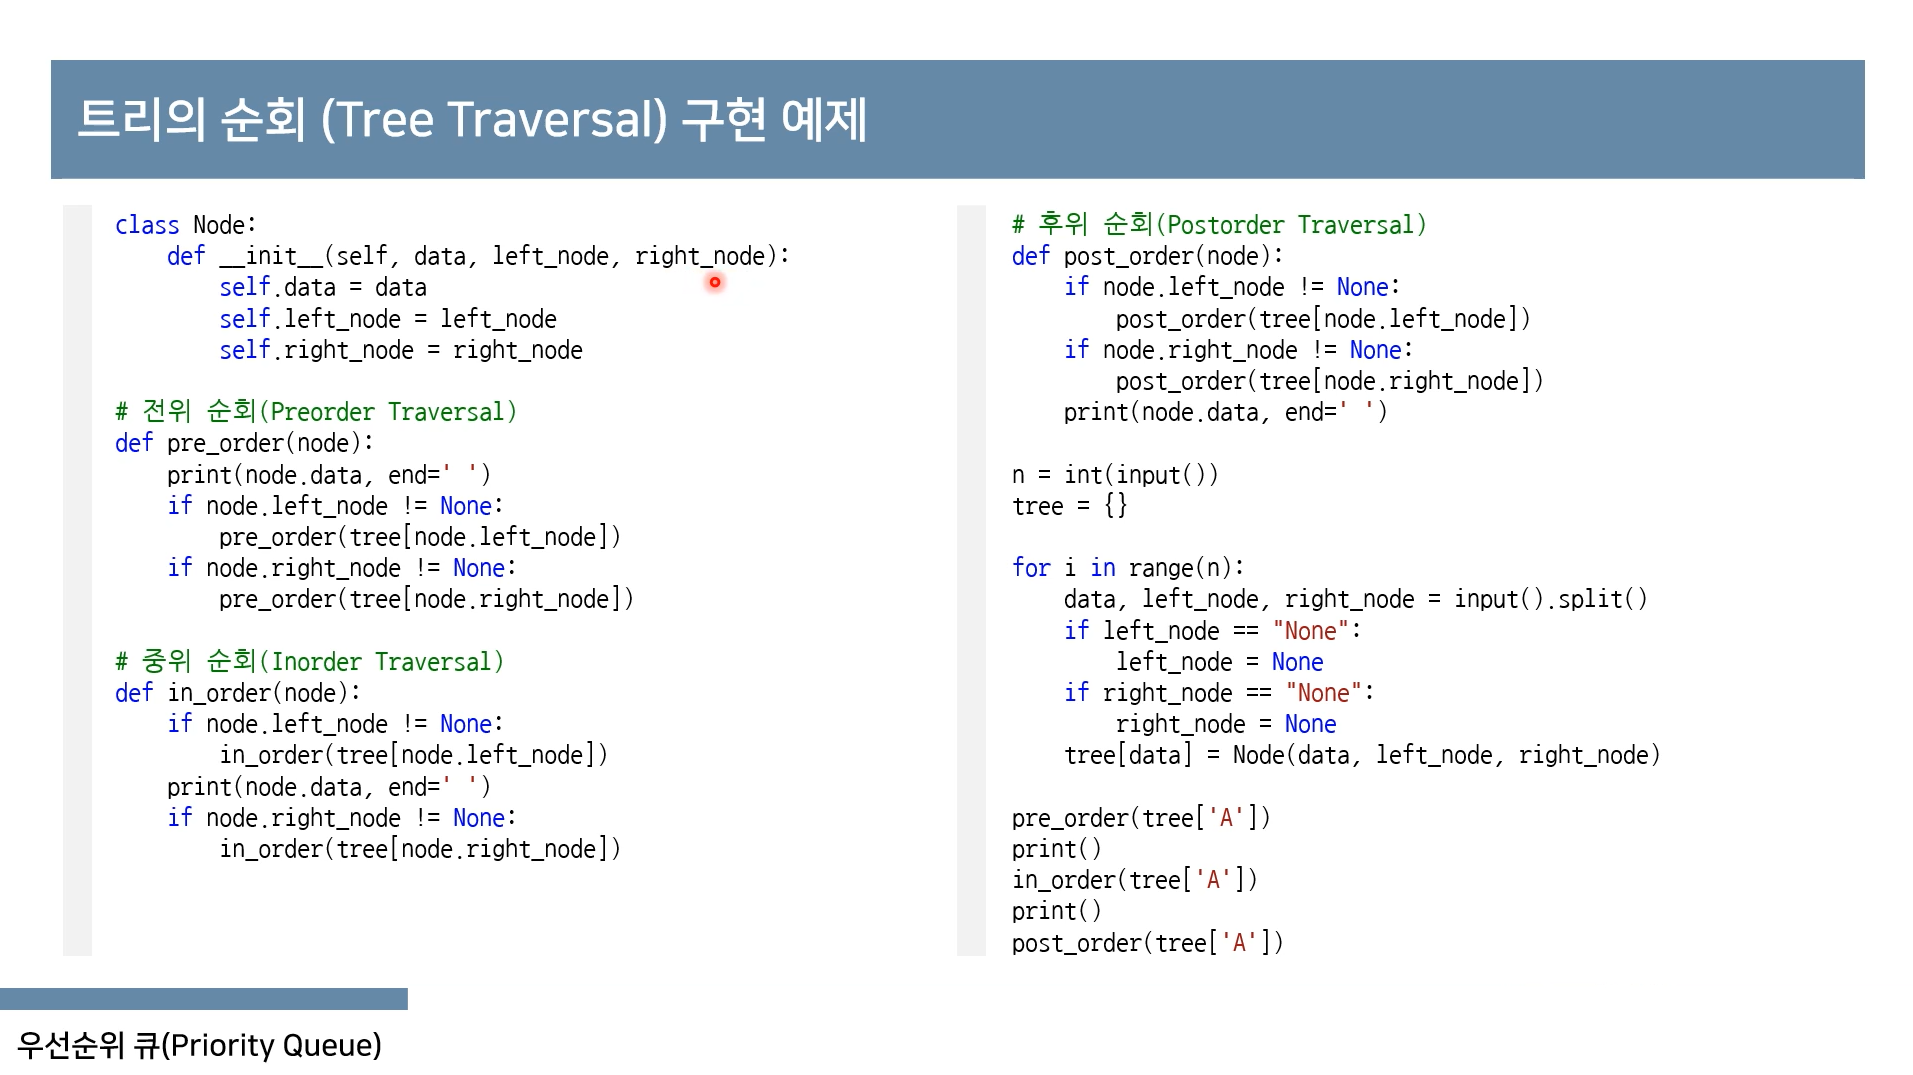 트리의 순회 (Tree Traversal) 구현 예제
class Node:
    def __init__(self, data, left_node, right_node):
        self.data = data
        self.left_node = left_node
        self.right_node = right_node
# 전위 순회(Preorder Traversal)
def pre_order(node):
    print(node.data, end=' ')
    if node.left_node != None:
        pre_order(tree[node.left_node])
    if node.right_node != None:
        pre_order(tree[node.right_node])
# 중위 순회(Inorder Traversal)
def in_order(node):
    if node.left_node != None:
        in_order(tree[node.left_node])
    print(node.data, end=' ')
    if node.right_node != None:
        in_order(tree[node.right_node])
# 후위 순회(Postorder Traversal)
def post_order(node):
    if node.left_node != None:
        post_order(tree[node.left_node])
    if node.right_node != None:
        post_order(tree[node.right_node])
    print(node.data, end=' ')
n = int(input())
tree = {}
for i in range(n):
    data, left_node, right_node = input().split()
    if left_node == "None":
        left_node = None
    if right_node == "None":
        right_node = None
    tree[data] = Node(data, left_node, right_node)
pre_order(tree['A'])
print()
in_order(tree['A'])
print()
post_order(tree['A'])
우선순위 큐(Priority Queue)